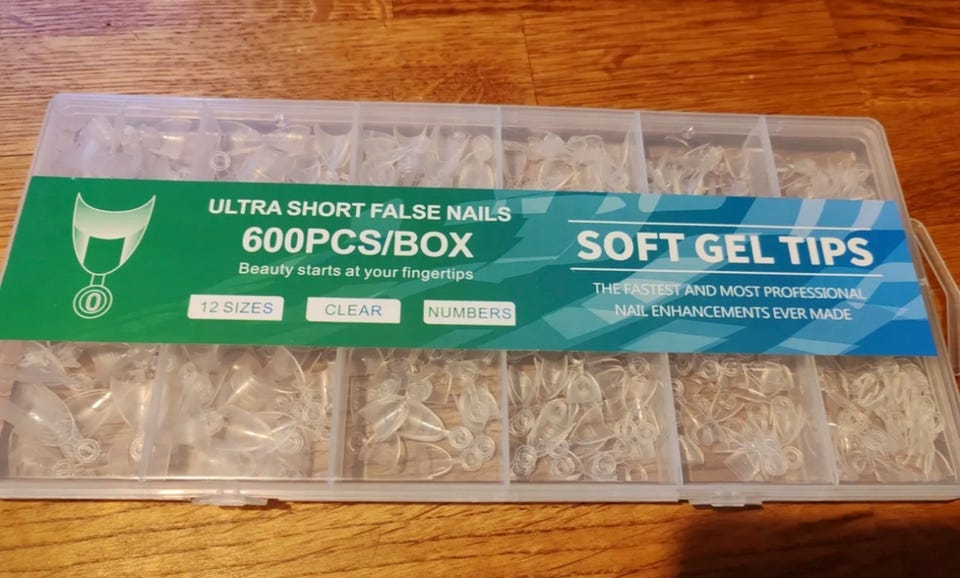 0
ULTRA SHORT FALSE NAILS
600PCS/BOX
Beauty starts at your fingertips
12 SIZES
CLEAR
NUMBERS
SOFT GEL TIPS
THE FASTEST AND MOST PROFESSIONAL
NAIL ENHANCEMENTS EVER MADE